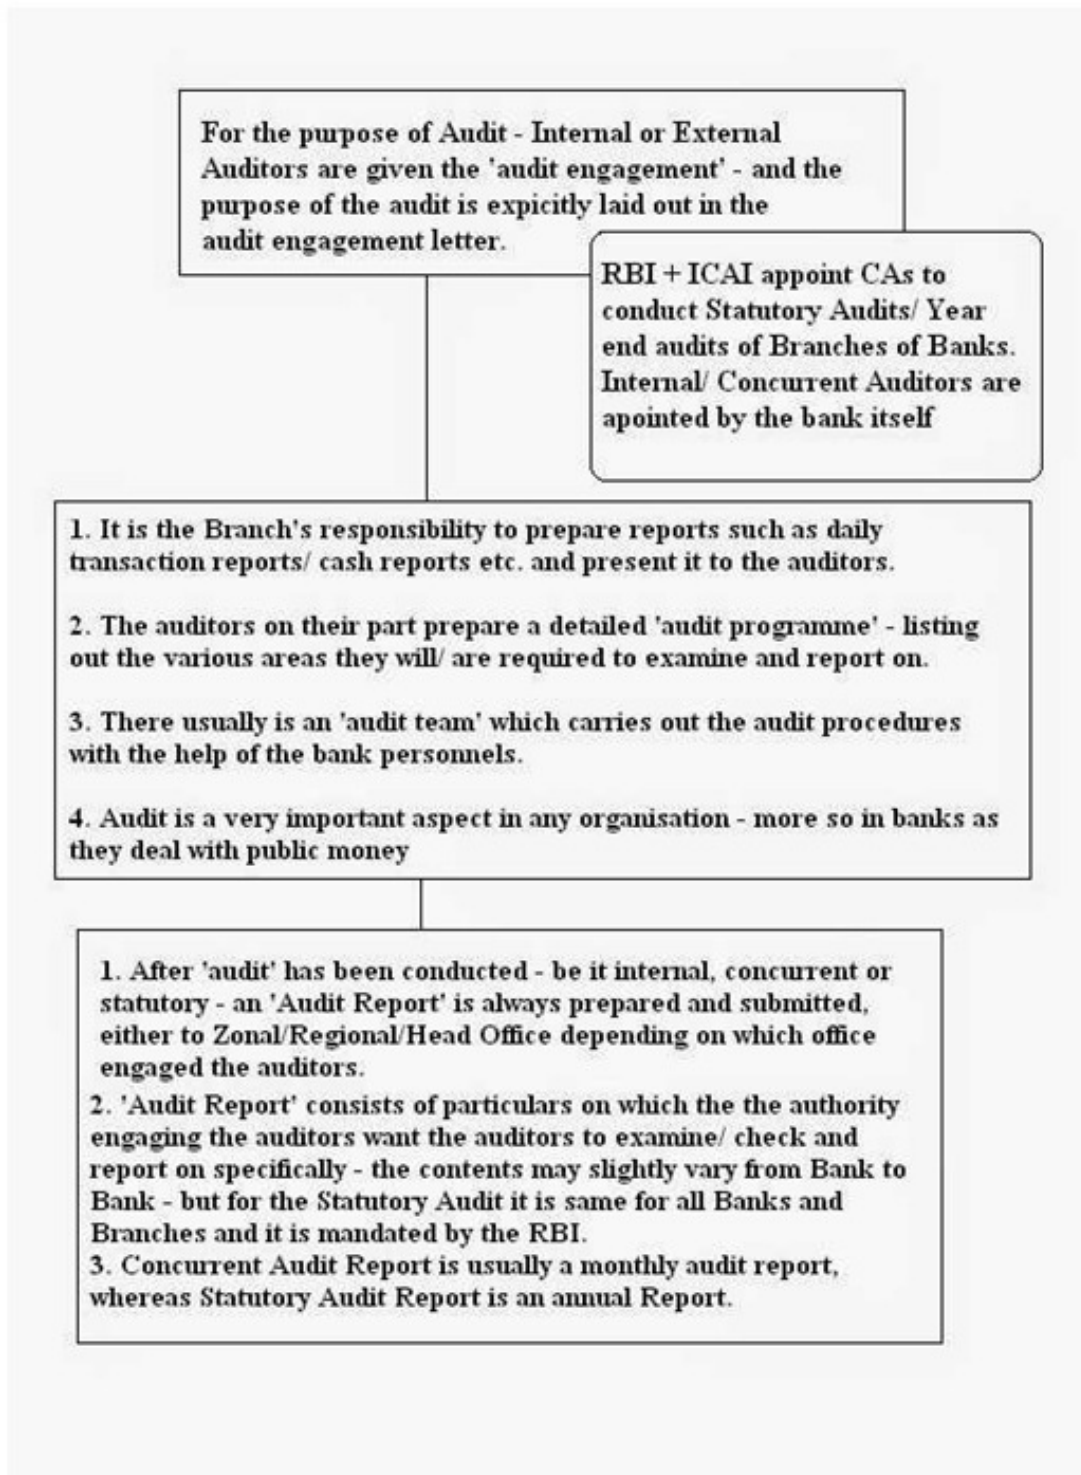 For the purpose of Audit - Internal or External
Auditors are given the 'audit engagement' - and the
purpose of the audit is expicitly laid out in the
audit engagement letter.
RBI + ICAI appoint CAs to
conduct Statutory Audits/ Year
end audits of Branches of Banks.
Internal/ Concurrent Auditors are
apointed by the bank itself
1. It is the Branch's responsibility to prepare reports such as daily
transaction reports/ cash reports etc. and present it to the auditors.
2. The auditors on their part prepare a detailed 'audit programme' - listing
out the various areas they will/ are required to examine and report on.
3. There usually is an 'audit team' which carries out the audit procedures
with the help of the bank personnels.
4. Audit is a very important aspect in any organisation - more so in banks as
they deal with public money
1. After 'audit' has been conducted - be it internal, concurrent or
statutory - an 'Audit Report' is always prepared and submitted,
either to Zonal/Regional/Head Office depending on which office
engaged the auditors.
2. 'Audit Report' consists of particulars on which the the authority
engaging the auditors want the auditors to examine/ check and
report on specifically - the contents may slightly vary from Bank to
Bank - but for the Statutory Audit it is same for all Banks and
Branches and it is mandated by the RBI.
3. Concurrent Audit Report is usually a monthly audit report,
whereas Statutory Audit Report is an annual Report.